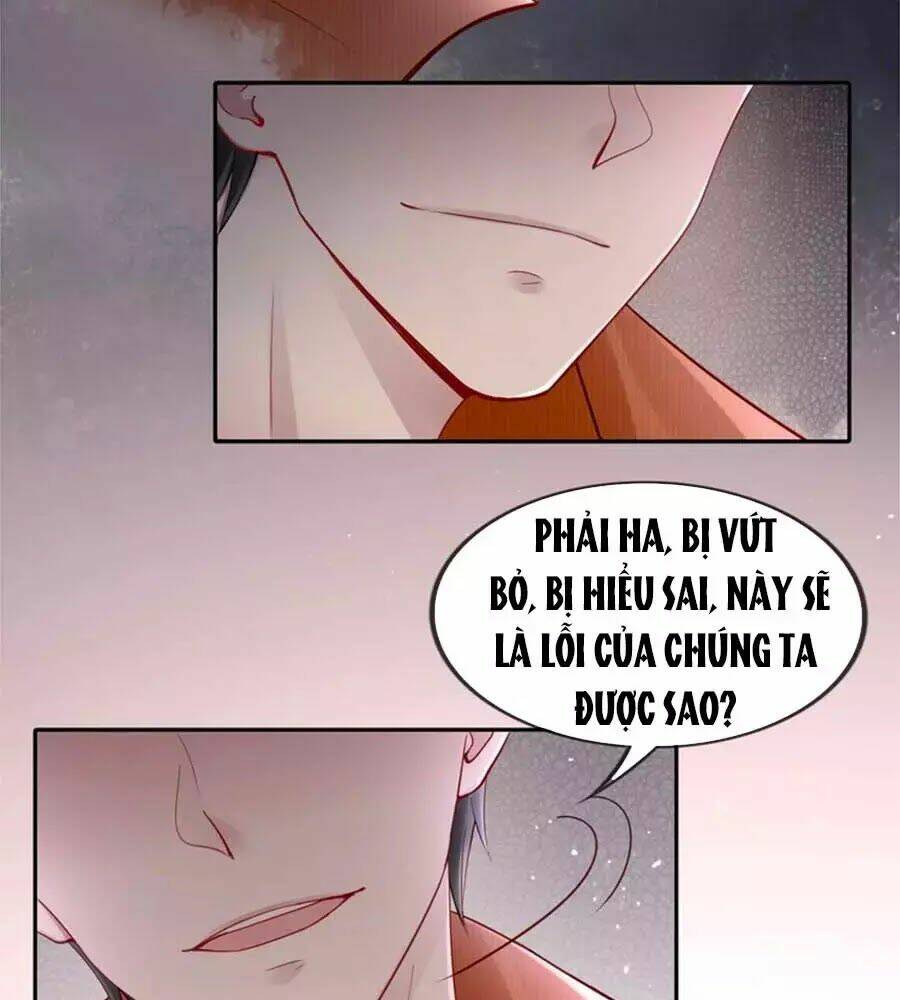 PHẢI HA, BỊ VỨT
BỎ, BỊ HIỂU SAI, NÀY SẼ
LÀ LỖI CỦA CHÚNG TA
ĐƯỢC SAO?